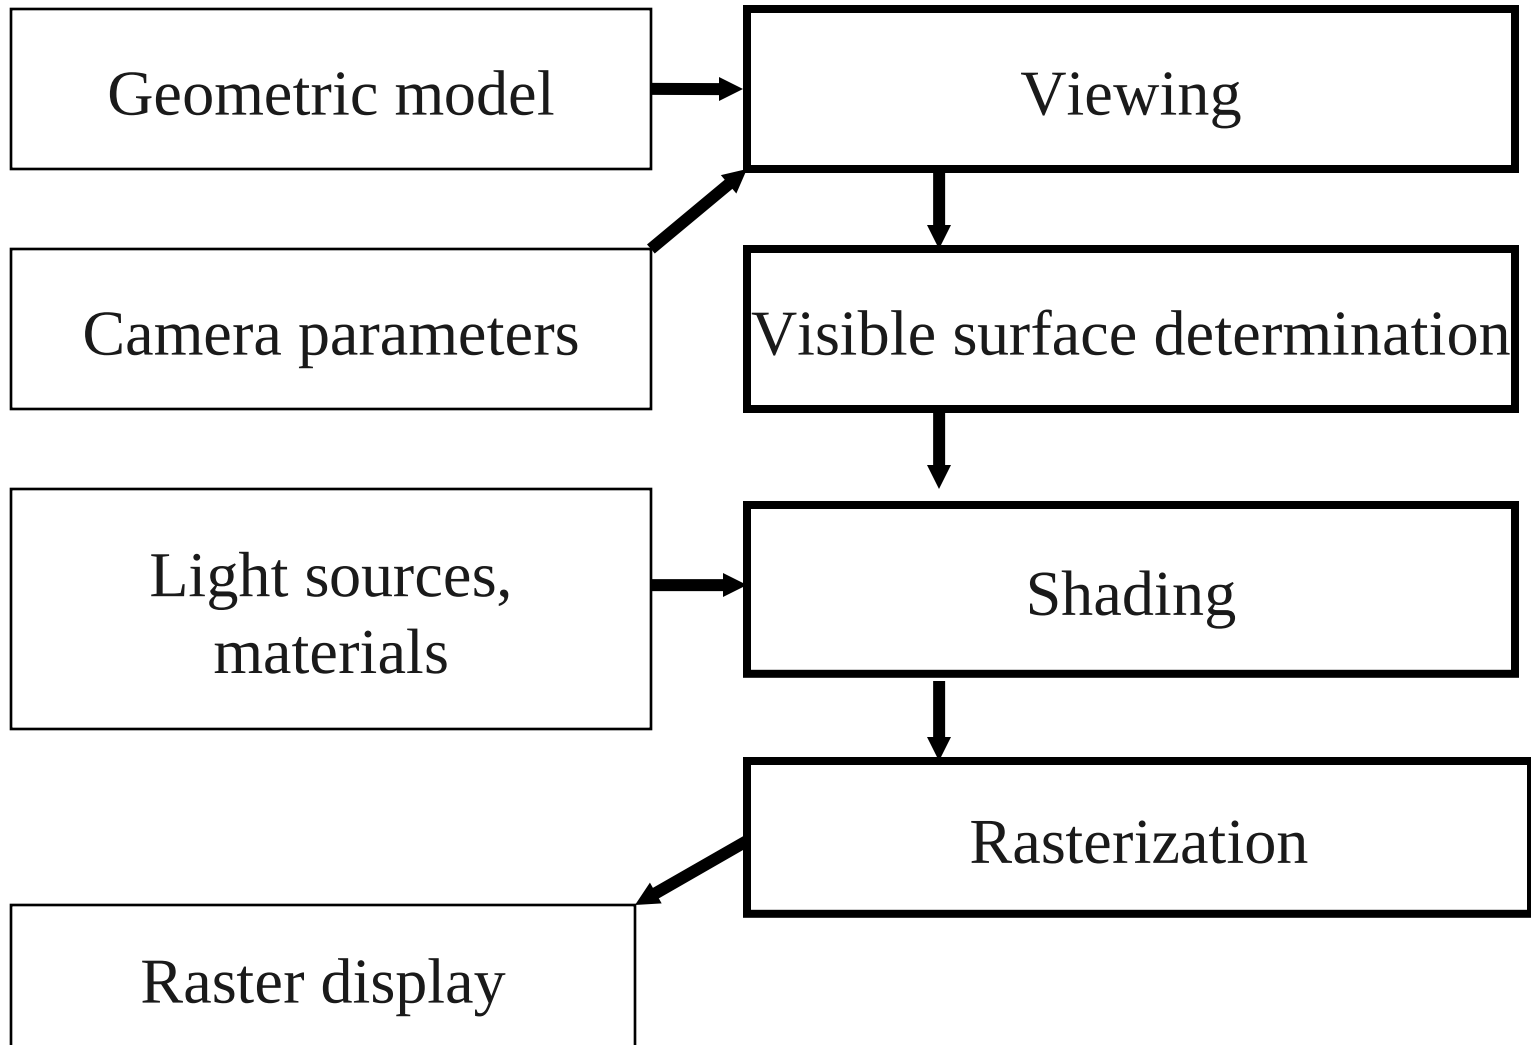 Geometric model
Viewing
Camera parameters
Visible surface determination
Light sources,
materials
Shading
Rasterization
Raster display